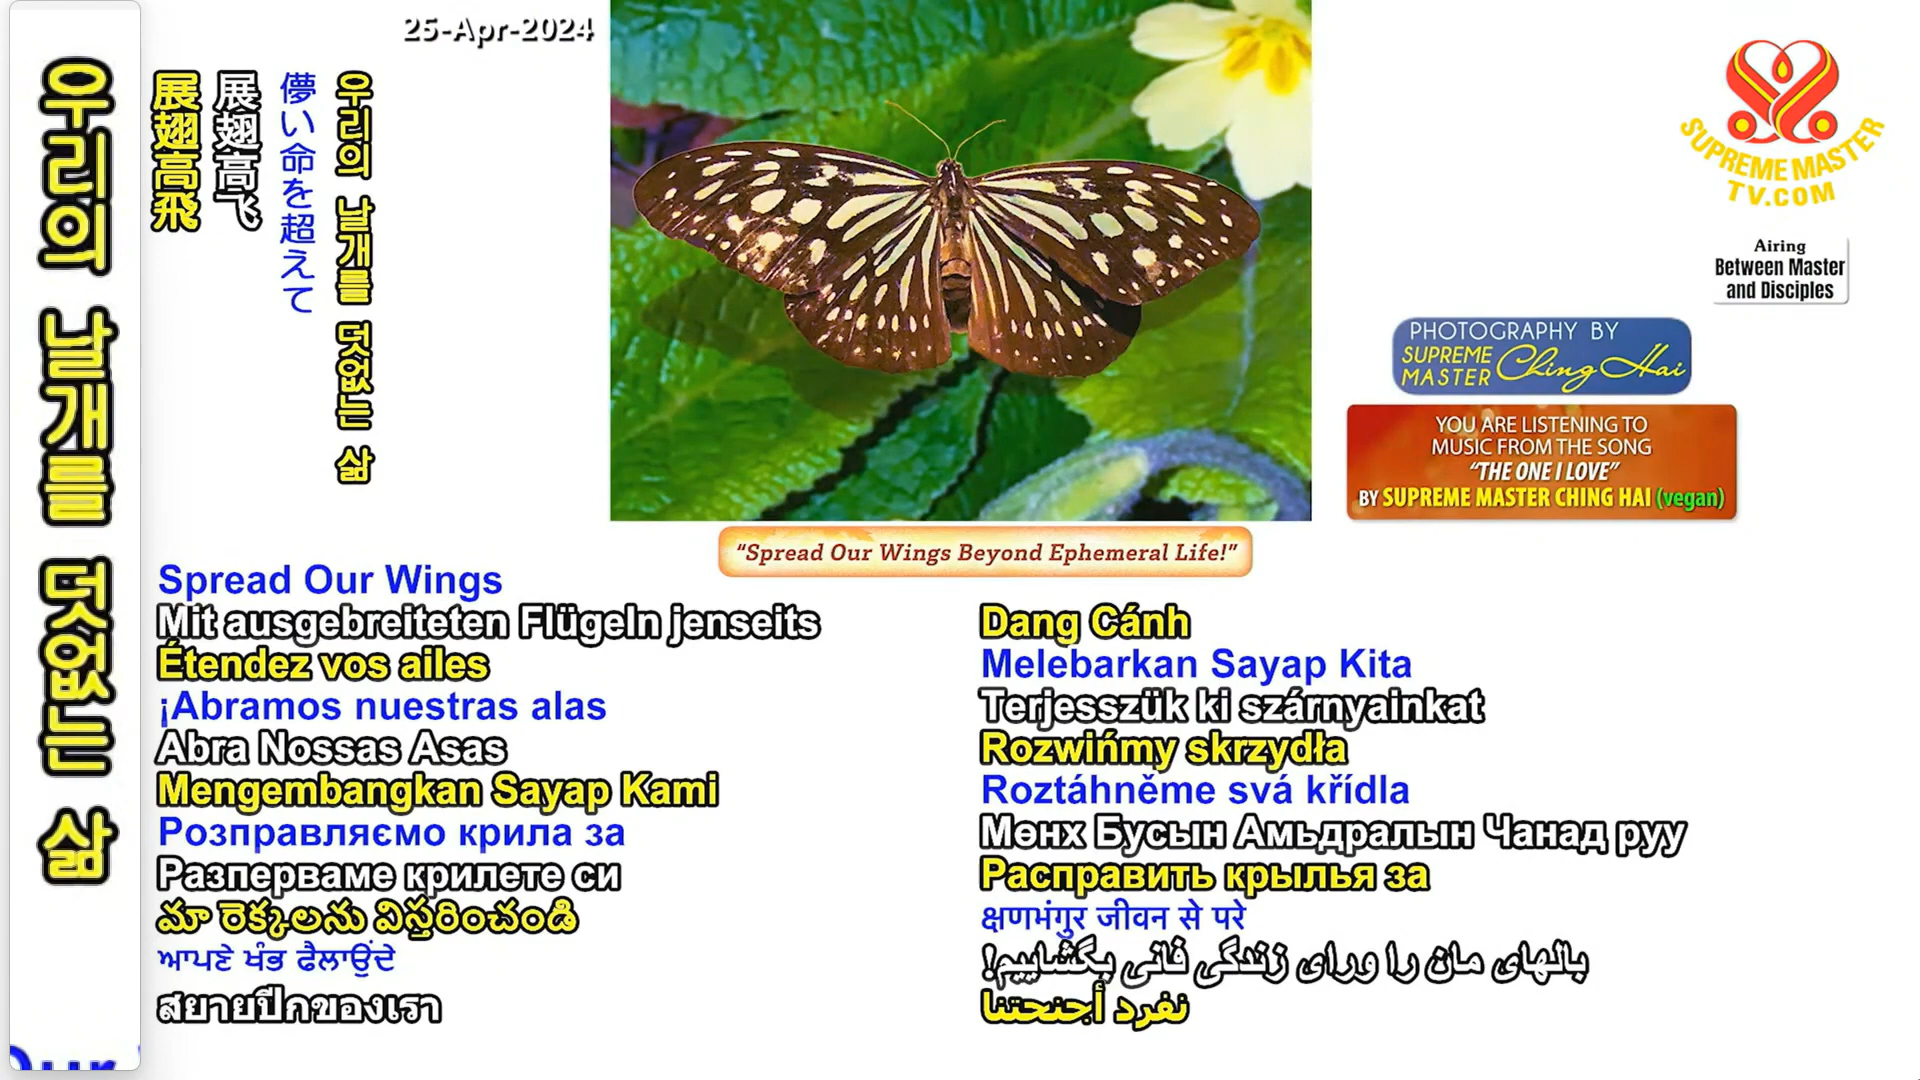 25-Apr-2024
우리의 날개를 덧없는 삶
展翅高飛
展翅高飞
儚い命を超えて
우리의 날개를 덧없는 삶
SUPREME MASTER
TV.COM
Airing
Between Master
and Disciples
PHOTOGRAPHY BY
SUPREME
MASTER Ching Hai
YOU ARE LISTENING TO
MUSIC FROM THE SONG
“THE ONE I LOVE”
BY SUPREME MASTER CHING HAI (vegan)
“Spread Our Wings Beyond Ephemeral Life!”
Spread Our Wings
Mit ausgebreiteten Flügeln jenseits
Étendez vos ailes
¡Abramos nuestras alas
Abra Nossas Asas
Mengembangkan Sayap Kami
Розправляємо крила за
Разперваме крилете си
మా రెక్కలను విస్తరించండి
ਆਪਣੇ ਖੰਭ ਫੈਲਾਉਂਦੇ
สยายปีกของเรา
Dang Cánh
Melebarkan Sayap Kita
Terjesszük ki szárnyainkat
Rozwińmy skrzydła
Roztáhněme svá křídla
Мөнх Бусын Амьдралын Чанад руу
Расправить крылья за
क्षणभंगुर जीवन से परे
بالهای مان را ورای زندگی فانی بگشاییم!
نفرد أجنحتنا